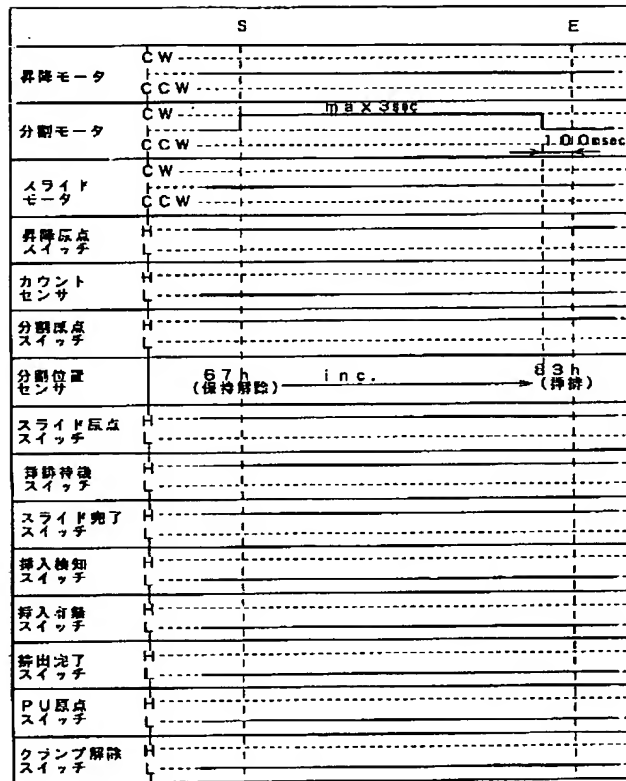 S E
CW
昇降モータ
CCW
CW
max3sec
分割モータ
CCW
100msec
CW
スライド
モータ
CCW
昇降原点
スイッチ
H
L
カウント
センサ
H
L
分割原点
スイッチ
H
L
分割位置
センサ
67h
(保持解除)
inc.
83h
(挿排)
スライド原点
スイッチ
H
L
挿排待機
スイッチ
H
L
スライド完了
スイッチ
H
L
挿入検知
スイッチ
H
L
挿入有無
スイッチ
H
L
排出完了
スイッチ
H
L
PU原点
スイッチ
H
L
クランプ解除
スイッチ
H
L